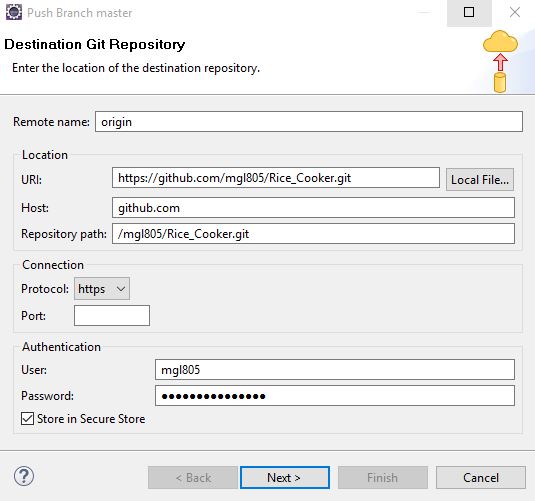 Push Branch master
Destination Git Repository
Enter the location of the destination repository.
Remote name: origin
Location
URI: https://github.com/mgl805/Rice_Cooker.git Local File...
Host: github.com
Repository path: /mgl805/Rice_Cooker.git
Connection
Protocol: https
Port:
Authentication
User: mgl805
Password: ●●●●●●●●●●●●●●●
Store in Secure Store
? < Back Next > Finish Cancel